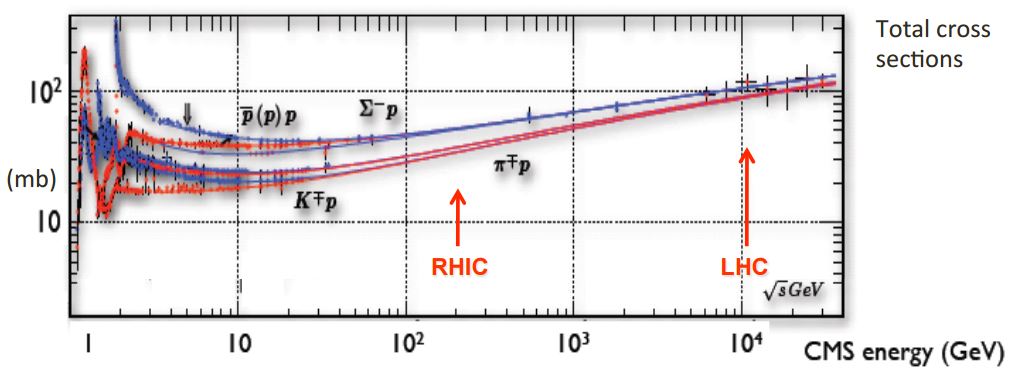 Total cross
sections
10²
p̅(p) p
Σ⁻p
(mb)
π∓p
K∓p
10
RHIC
LHC
√s GeV
1
10
10²
10³
10⁴
CMS energy (GeV)